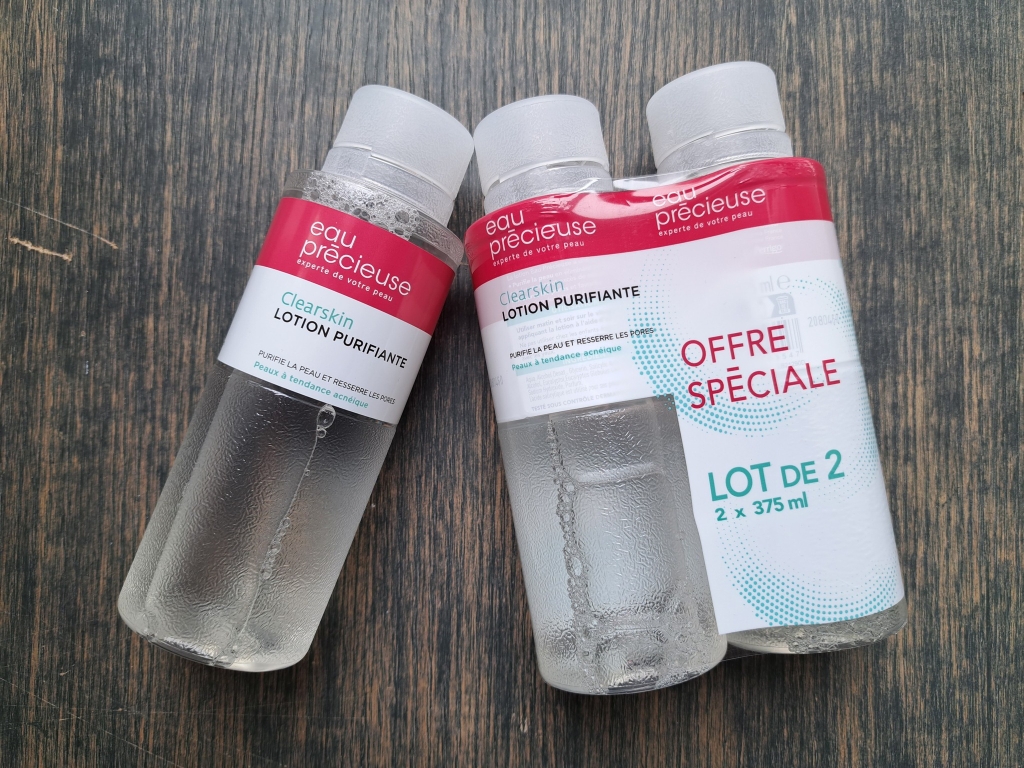 eau
précieuse
experte de votre peau
Clearskin
LOTION PURIFIANTE
PURIFIE LA PEAU ET RESSERRE LES PORES
Peaux à tendance acnéique
eau
précieuse
experte de votre peau
Clearskin
LOTION PURIFIANTE
PURIFIE LA PEAU ET RESSERRE LES PORES
Peaux à tendance acnéique
eau
précieuse
experte de votre peau
OFFRE
SPÉCIALE
LOT DE 2
2 x 375 ml